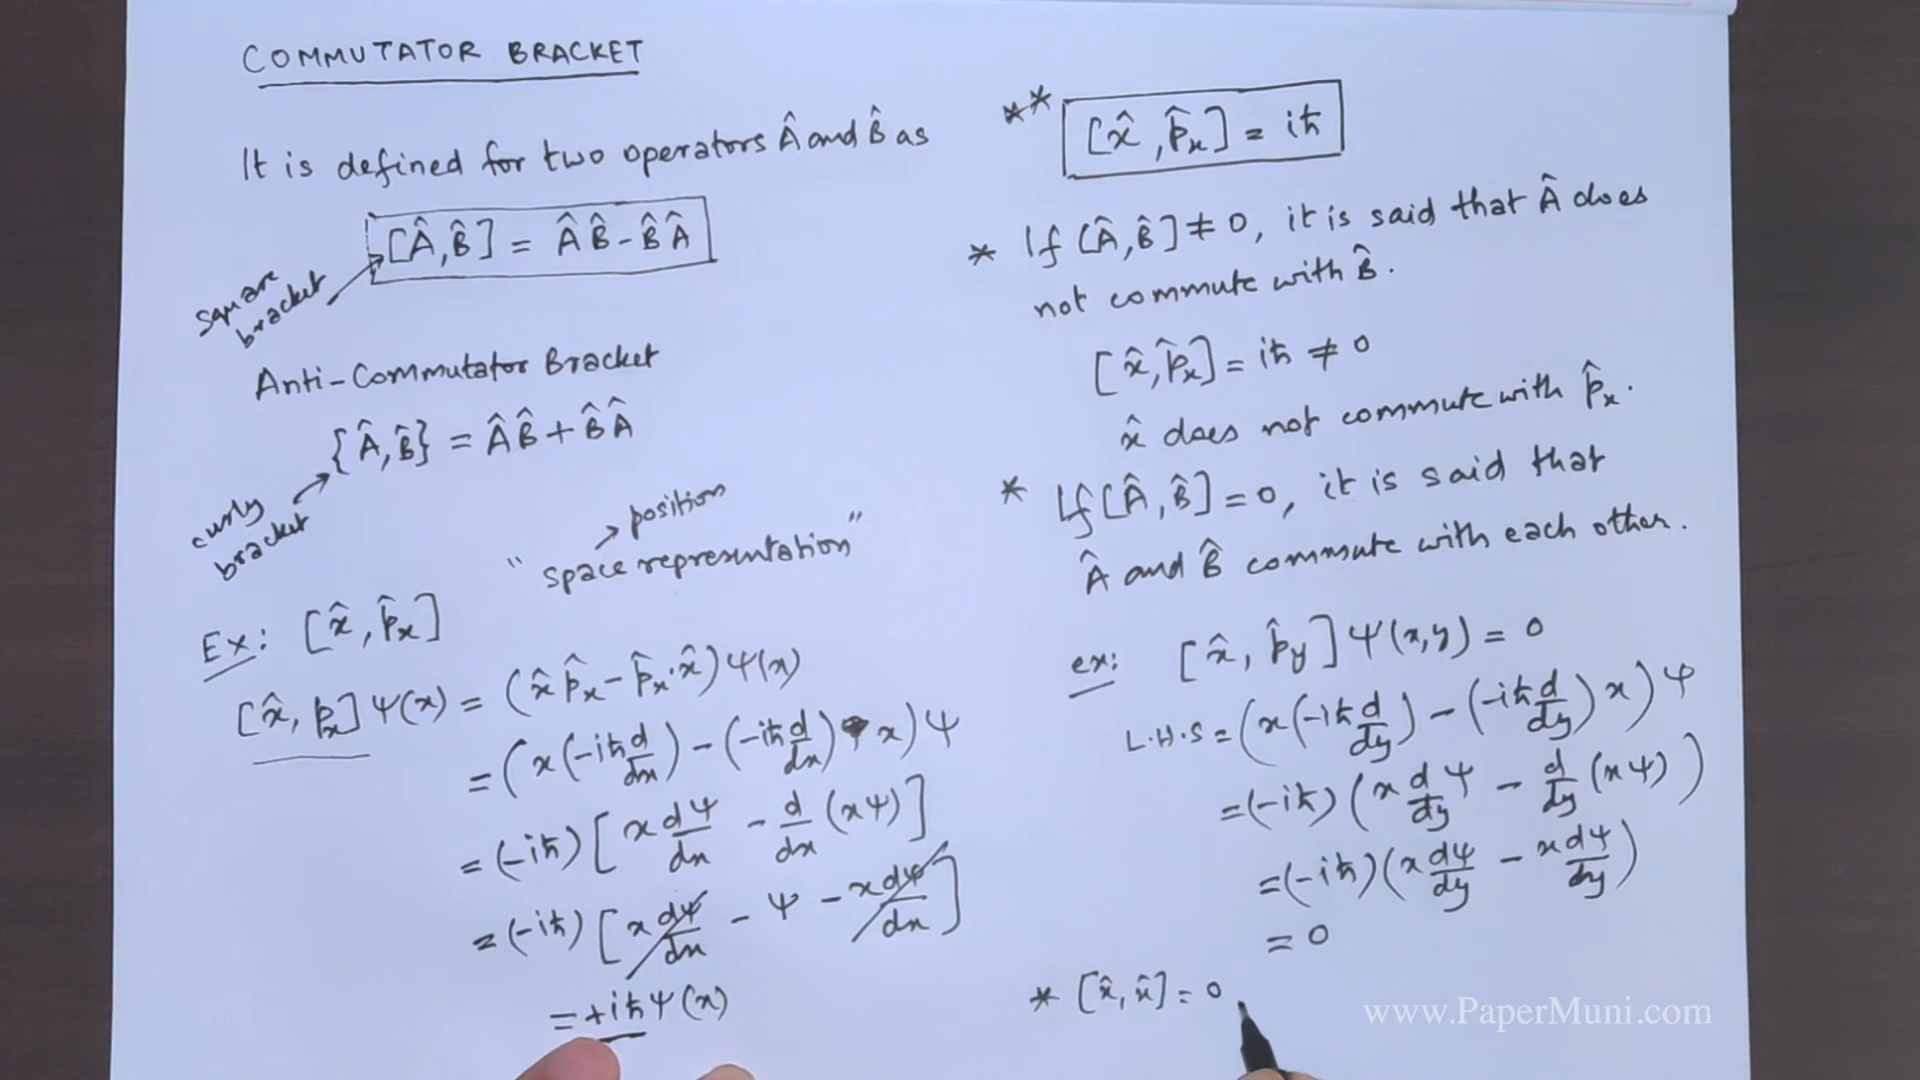 COMMUTATOR BRACKET
It is defined for two operators Â and B̂ as
[Â, B̂] = ÂB̂ - B̂Â
square
bracket
Anti-Commutator Bracket
{Â, B̂} = ÂB̂ + B̂Â
curly
bracket
position
"space representation"
Ex: [x̂, p̂x]
[x̂, p̂x] Ψ(x) = (x̂ p̂x - p̂x·x̂) Ψ(x)
= (x(-iħ d/dx) - (-iħ d/dx) x) Ψ
= (-iħ) [x dΨ/dx - d/dx (xΨ)]
= (-iħ) [x dΨ/dx - Ψ - x dΨ/dx]
= +iħ Ψ(x)
** [x̂, p̂x] = iħ
* If [Â, B̂] ≠ 0, it is said that Â does
not commute with B̂.
[x̂, p̂x] = iħ ≠ 0
x̂ does not commute with p̂x.
* If [Â, B̂] = 0, it is said that
Â and B̂ commute with each other.
ex: [x̂, p̂y] Ψ(x,y) = 0
L.H.S = (x(-iħ d/dy) - (-iħ d/dy) x) Ψ
= (-iħ) (x d/dy Ψ - d/dy (xΨ))
= (-iħ) (x dΨ/dy - x dΨ/dy)
= 0
* [x̂, x̂] = 0
www.PaperMuni.com